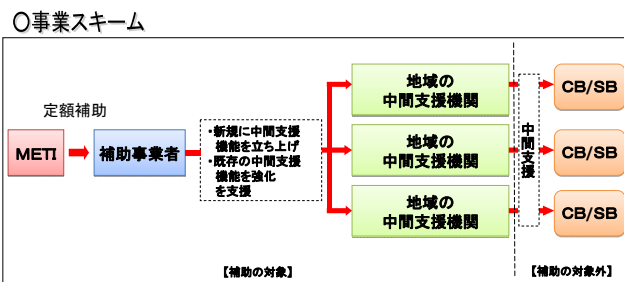 〇事業スキーム
定額補助
METI
補助事業者
・新規に中間支援
機能を立ち上げ
・既存の中間支援
機能を強化
を支援
地域の
中間支援機関
地域の
中間支援機関
地域の
中間支援機関
中間支援
CB/SB
CB/SB
CB/SB
【補助の対象】
【補助の対象外】